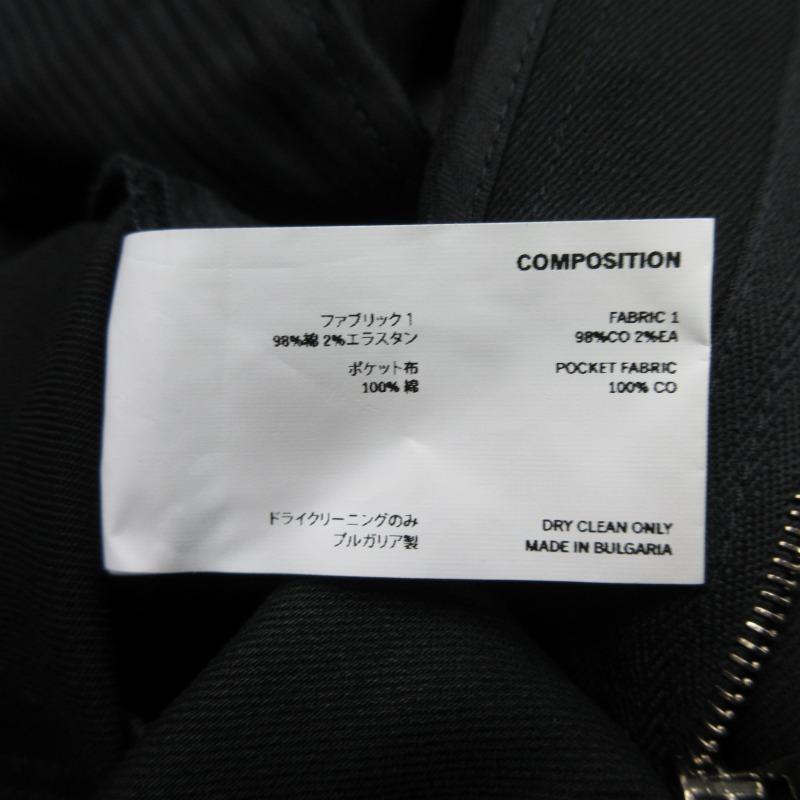 COMPOSITION
ファブリック 1
98%綿 2%エラスタン
ポケット布
100% 綿
ドライクリーニングのみ
ブルガリア製
FABRIC 1
98%CO 2%EA
POCKET FABRIC
100% CO
DRY CLEAN ONLY
MADE IN BULGARIA